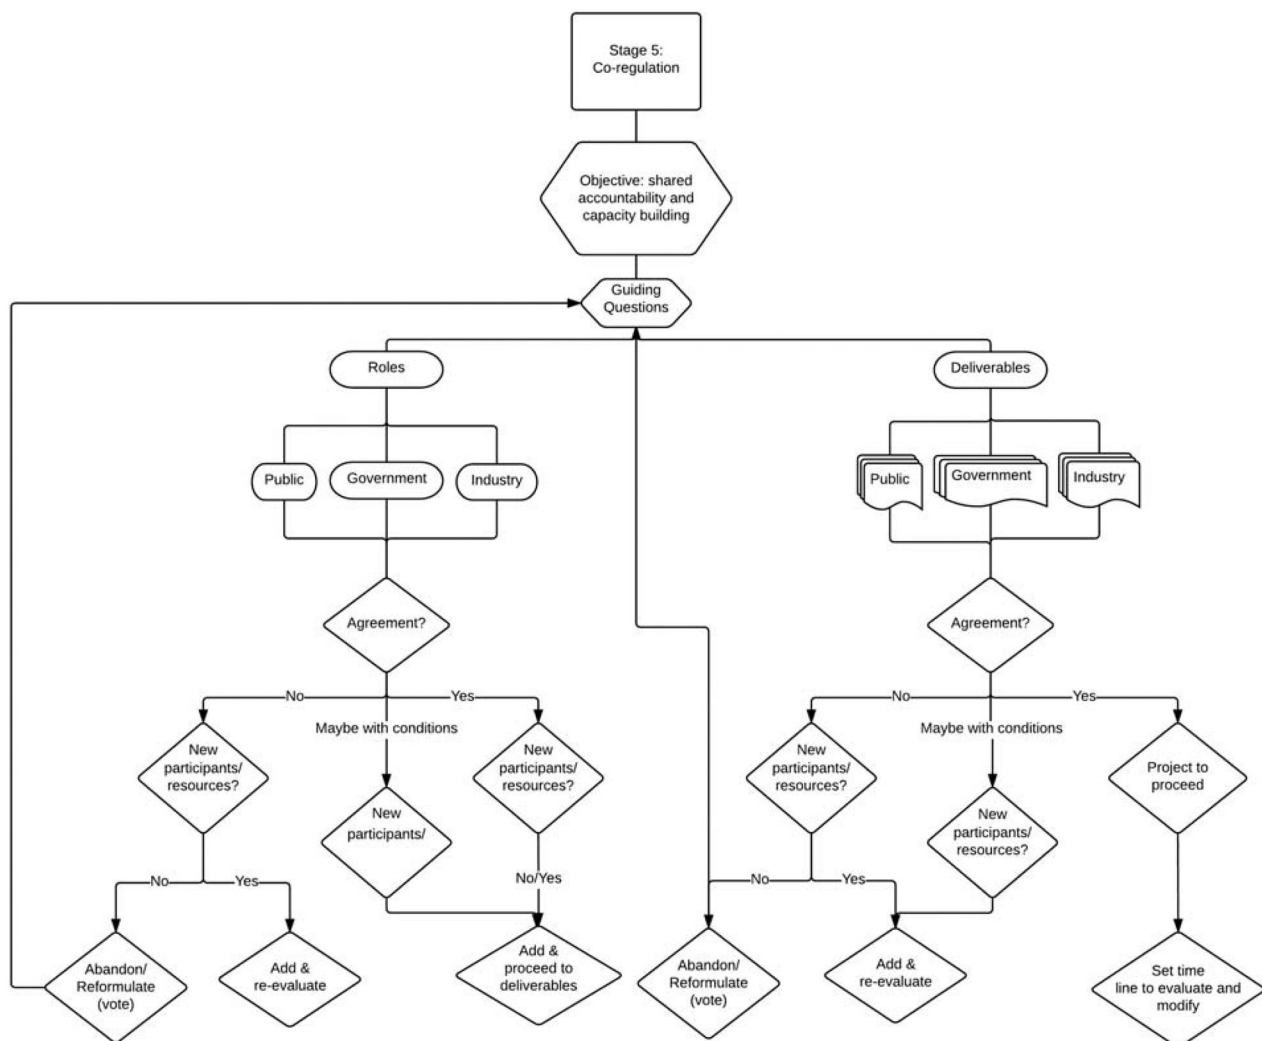 Stage 5:
Co-regulation
Objective: shared
accountability and
capacity building
Guiding
Questions
Roles
Deliverables
Public
Government
Industry
Public
Government
Industry
Agreement?
Agreement?
No
Yes
No
Yes
Maybe with conditions
Maybe with conditions
New
participants/
resources?
New
participants/
resources?
New
participants/
resources?
Project to
proceed
New
participants/
New
participants/
resources?
No
Yes
No/Yes
No
Yes
Abandon/
Reformulate
(vote)
Add &
re-evaluate
Add &
proceed to
deliverables
Abandon/
Reformulate
(vote)
Add &
re-evaluate
Set time
line to evaluate and
modify